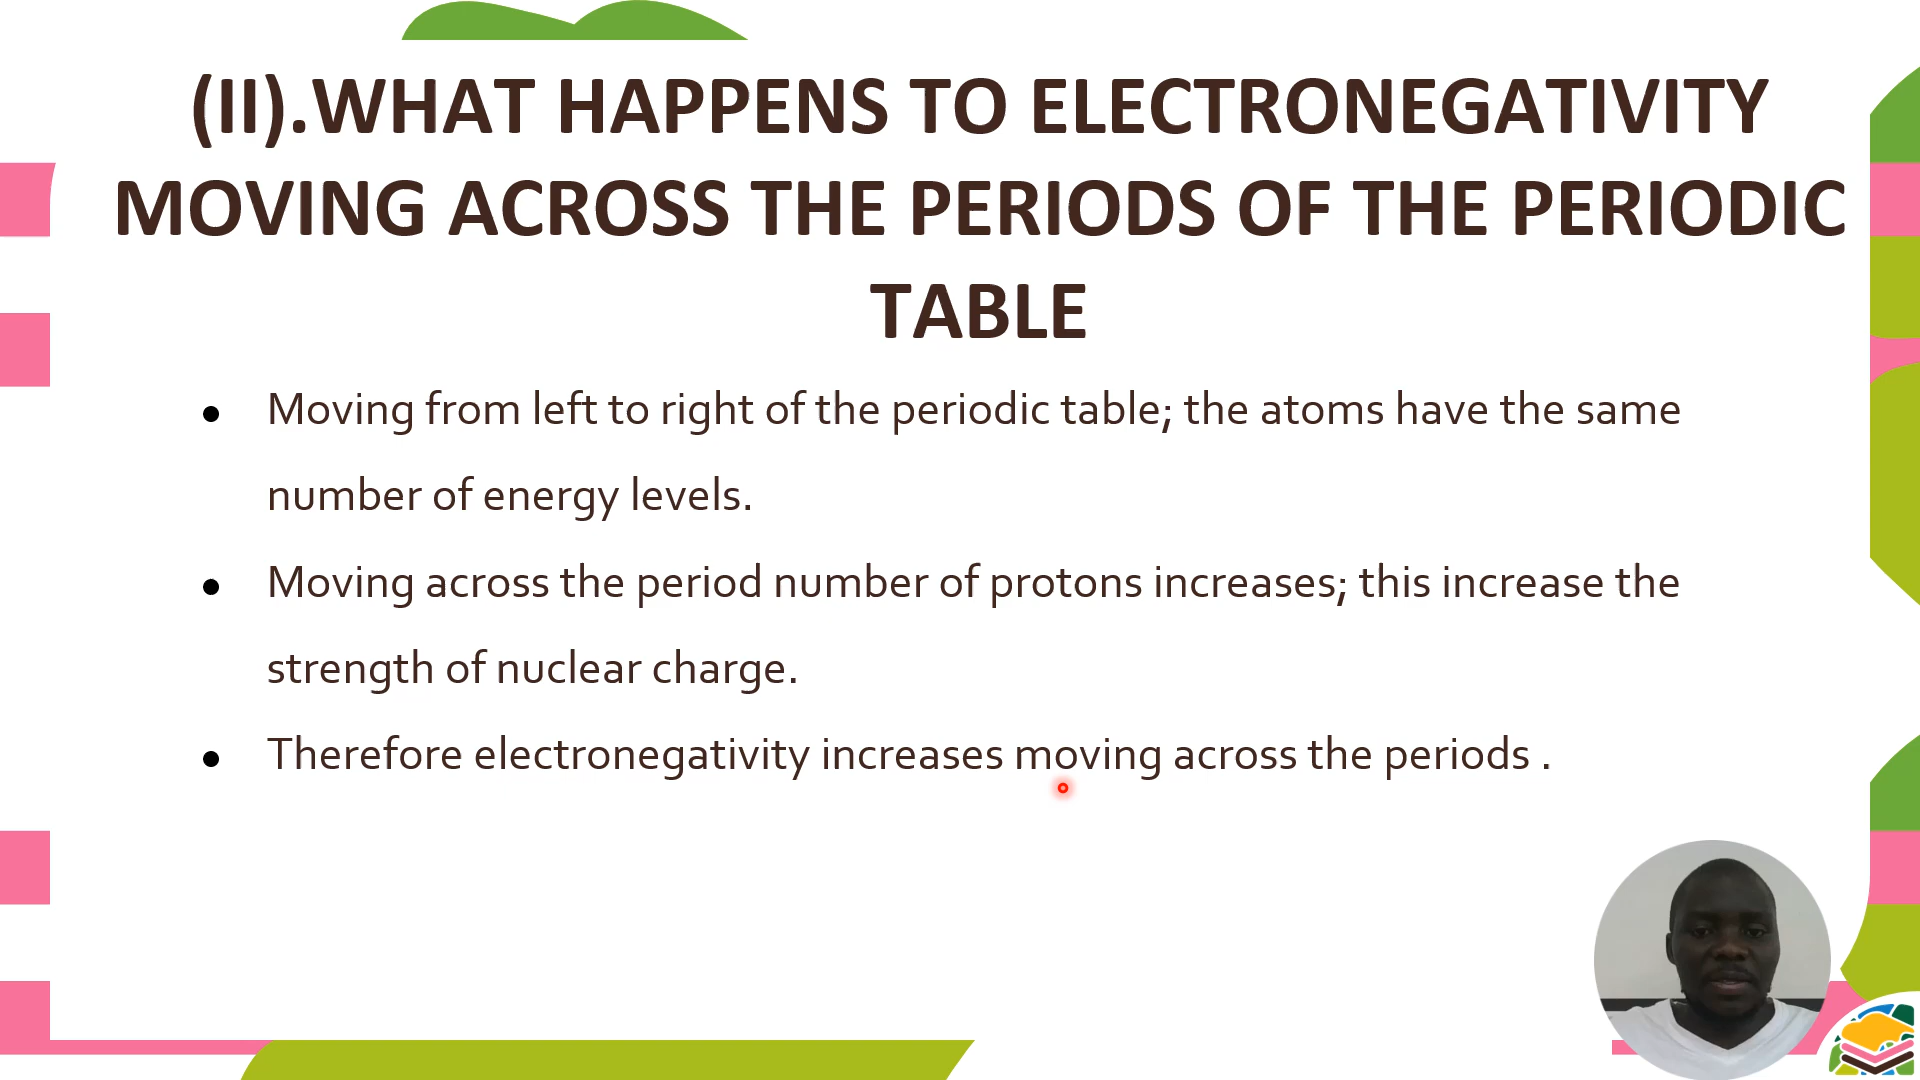 (II).WHAT HAPPENS TO ELECTRONEGATIVITY
MOVING ACROSS THE PERIODS OF THE PERIODIC
TABLE
● Moving from left to right of the periodic table; the atoms have the same
number of energy levels.
● Moving across the period number of protons increases; this increase the
strength of nuclear charge.
● Therefore electronegativity increases moving across the periods .